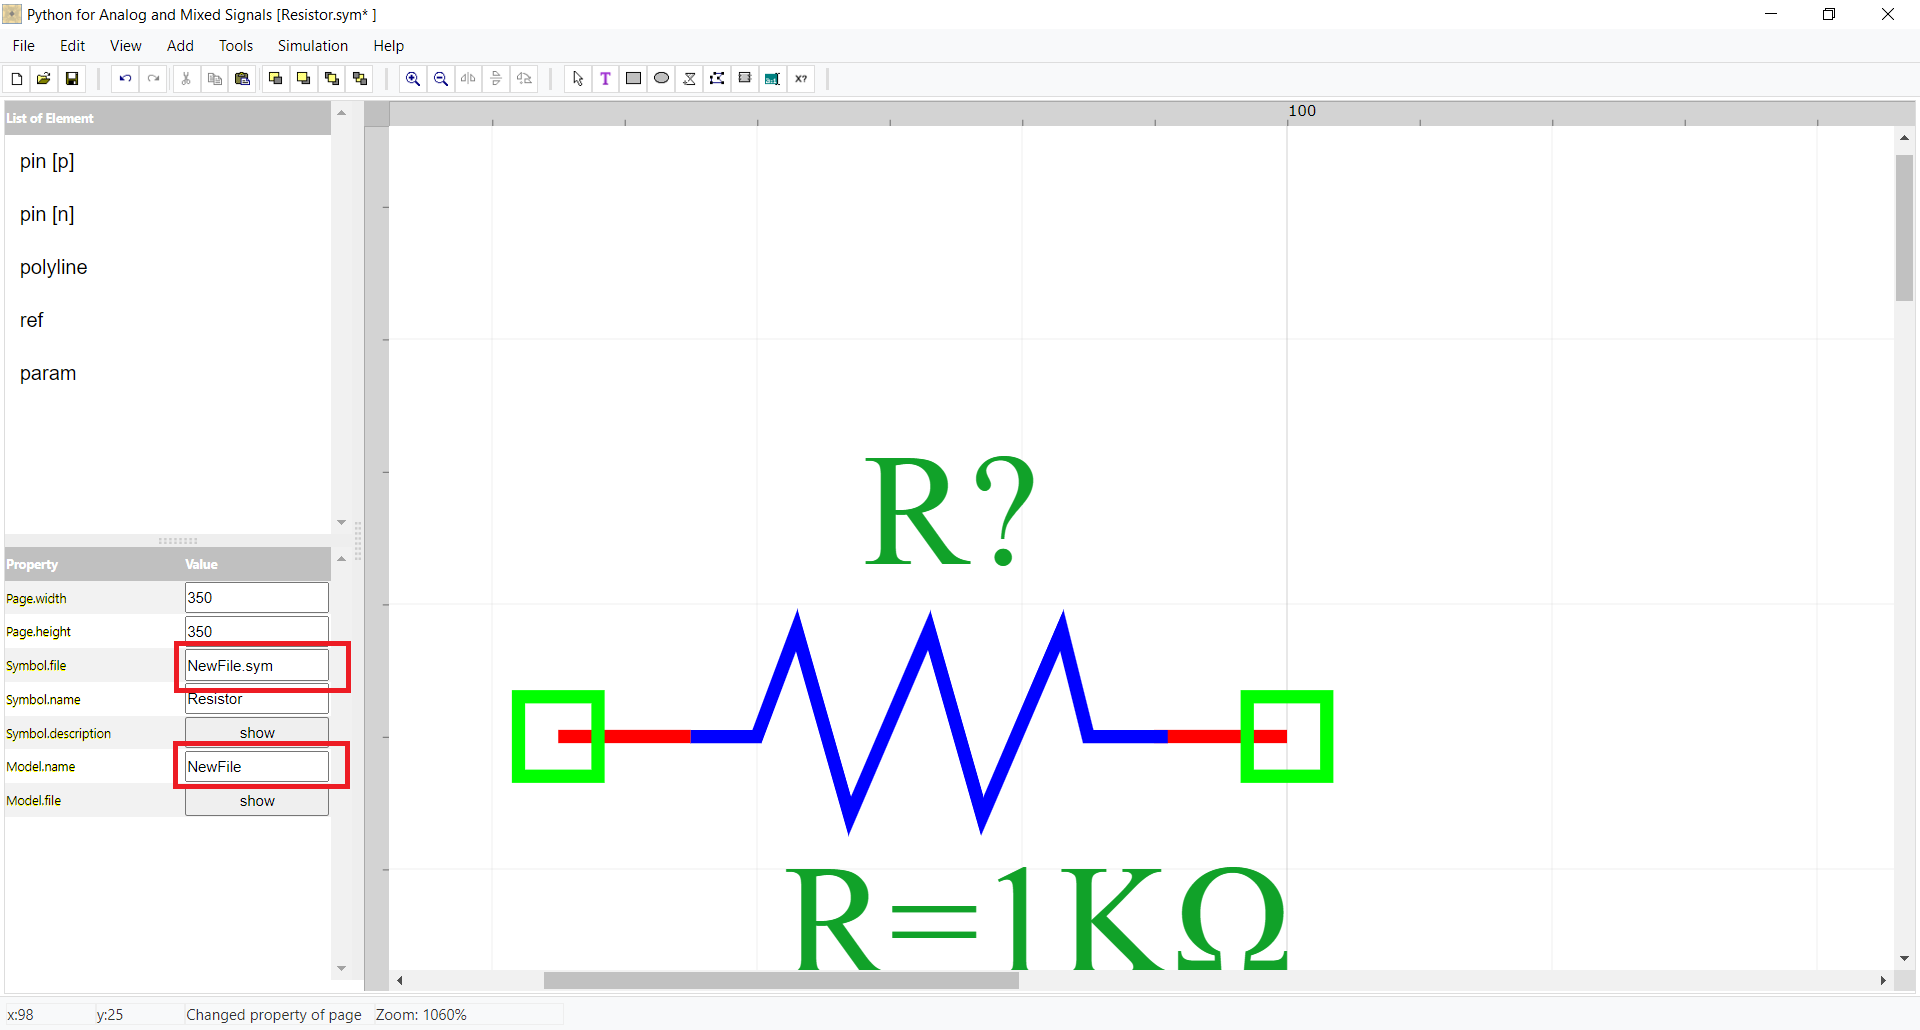 Python for Analog and Mixed Signals [Resistor.sym* ]
File Edit View Add Tools Simulation Help
T X?
100
List of Element
pin [p]
pin [n]
polyline
ref
param
Property Value
Page.width 350
Page.height 350
Symbol.file NewFile.sym
Symbol.name Resistor
Symbol.description show
Model.name NewFile
Model.file show
R?
R=1KΩ
x:98 y:25 Changed property of page Zoom: 1060%